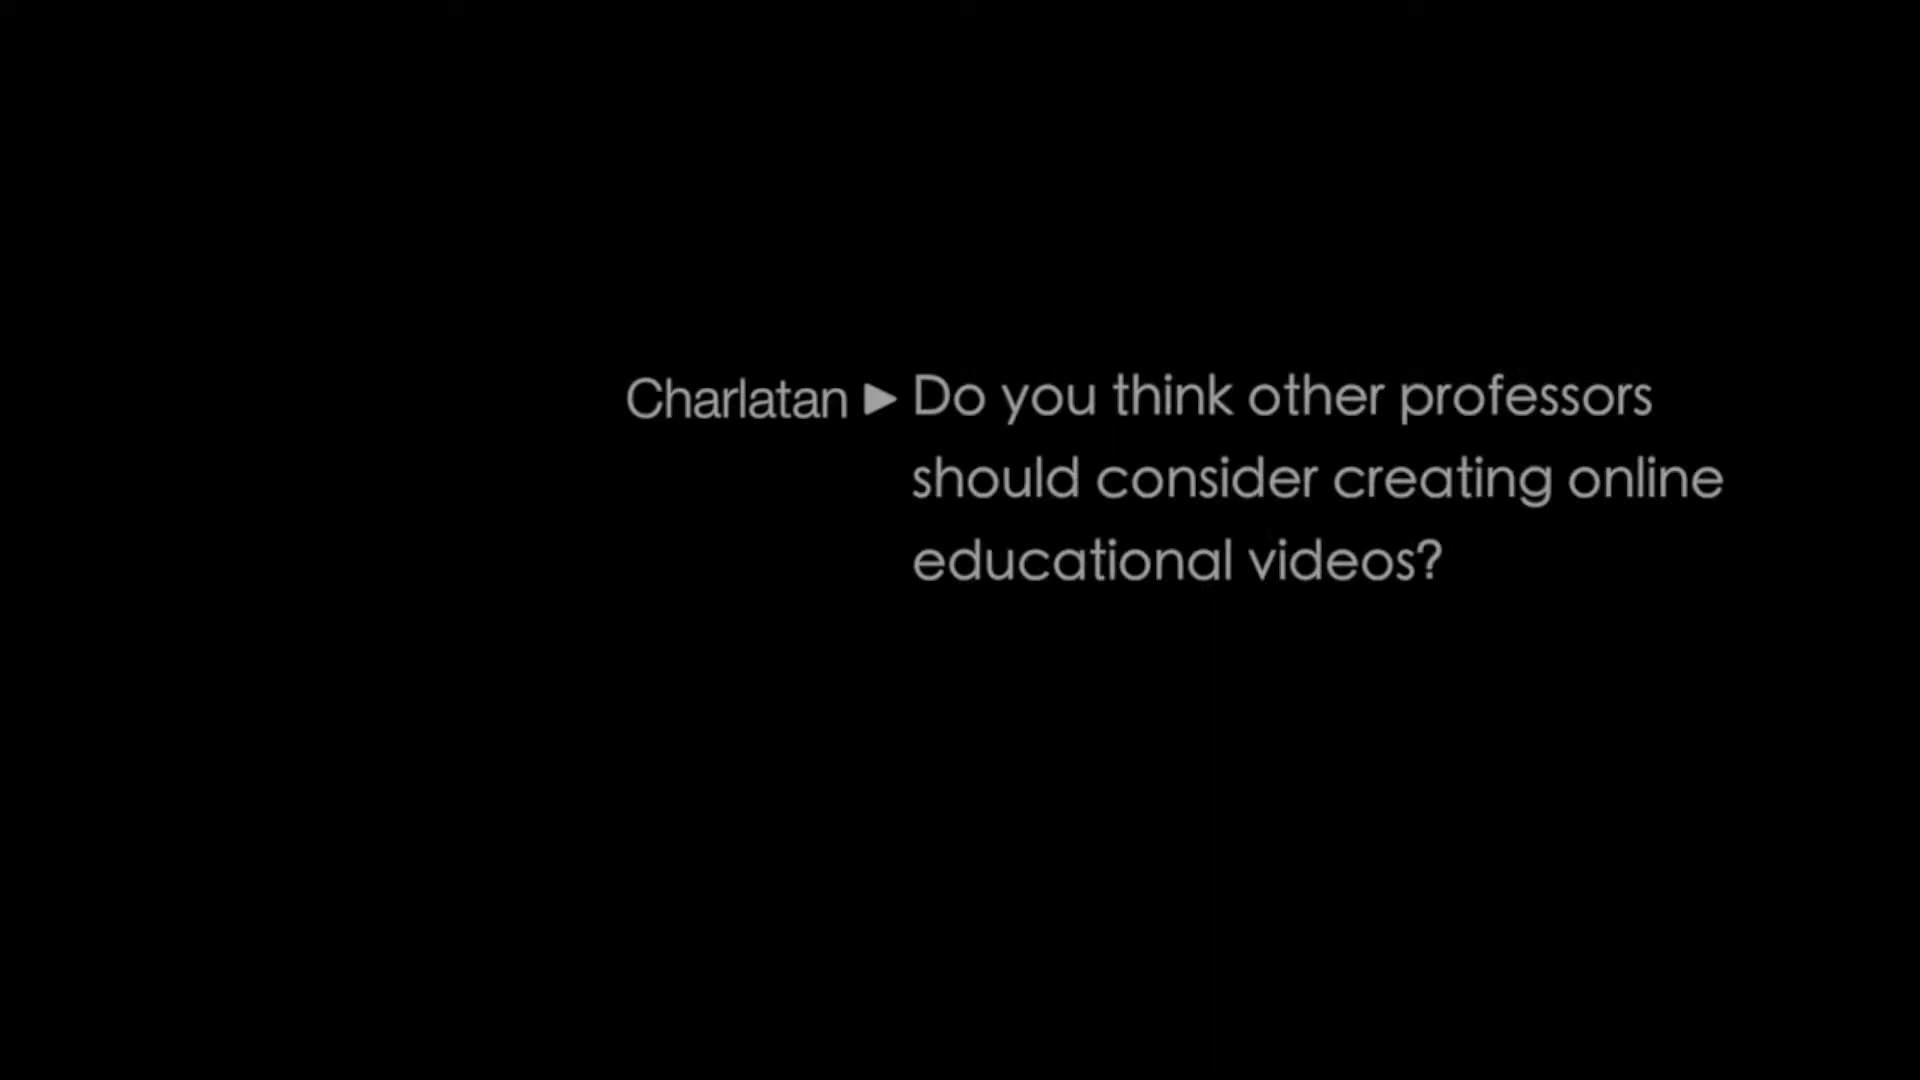 Charlatan ▶ Do you think other professors
should consider creating online
educational videos?